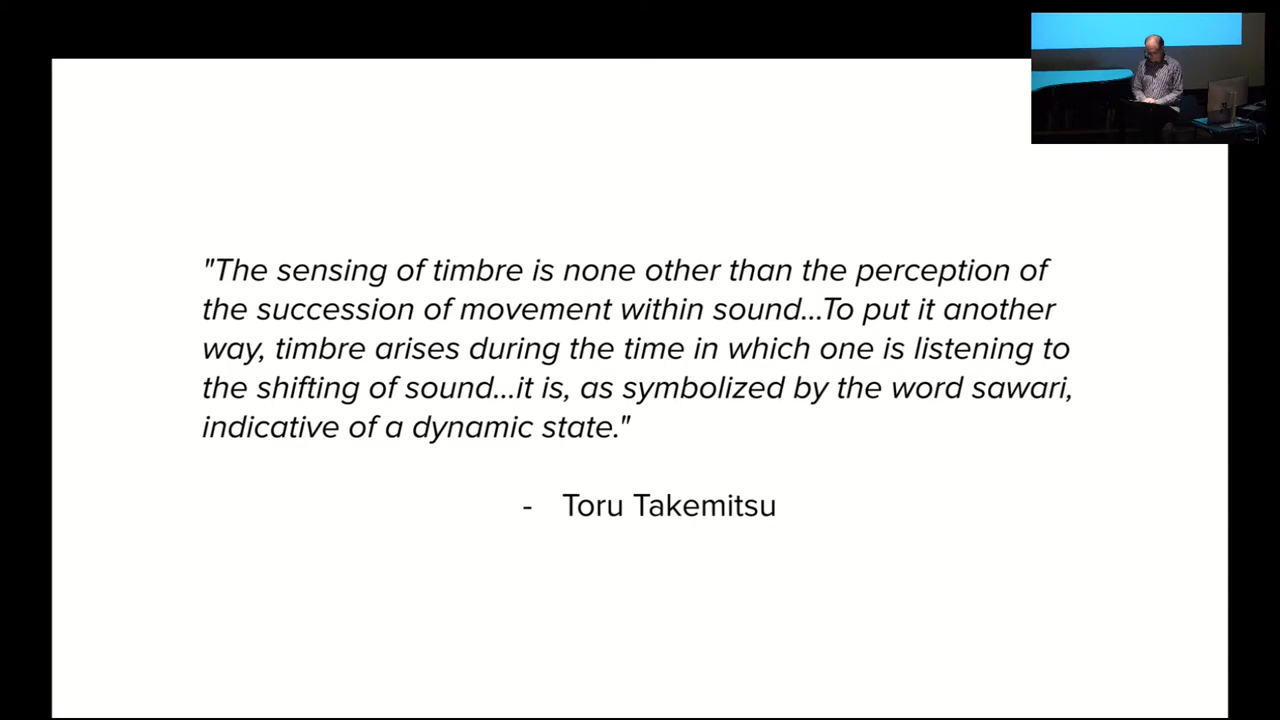 "The sensing of timbre is none other than the perception of
the succession of movement within sound...To put it another
way, timbre arises during the time in which one is listening to
the shifting of sound...it is, as symbolized by the word sawari,
indicative of a dynamic state."
- Toru Takemitsu